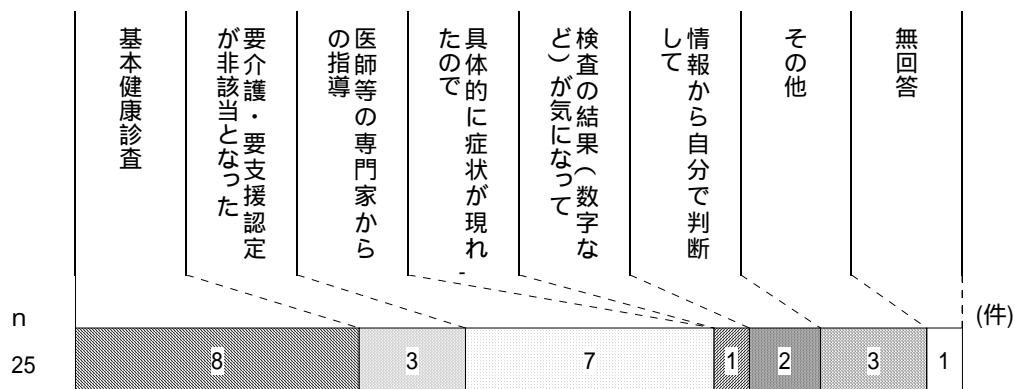 基本健康診査
要介護・要支援認定
が非該当となった
医師等の専門家から
の指導
具体的に症状が現れ
たので
検査の結果（数字な
ど）が気になって
情報から自分で判断
して
その他
無回答
(件)
n
25
8
3
7
1
2
3
1